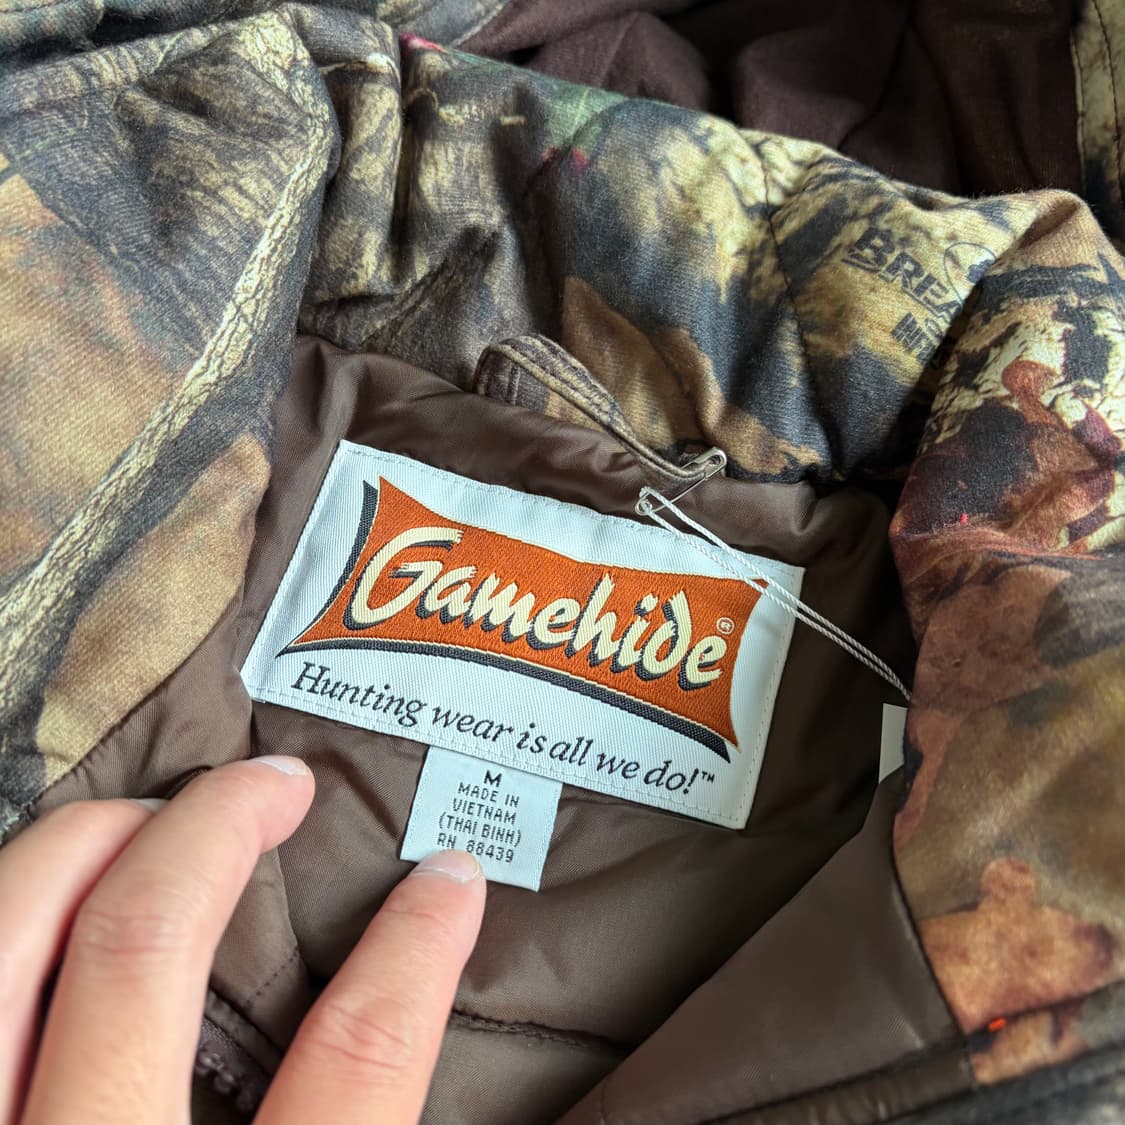 Gamehide®
Hunting wear is all we do!™
M
MADE IN
VIETNAM
(THAI BINH)
RN 88439